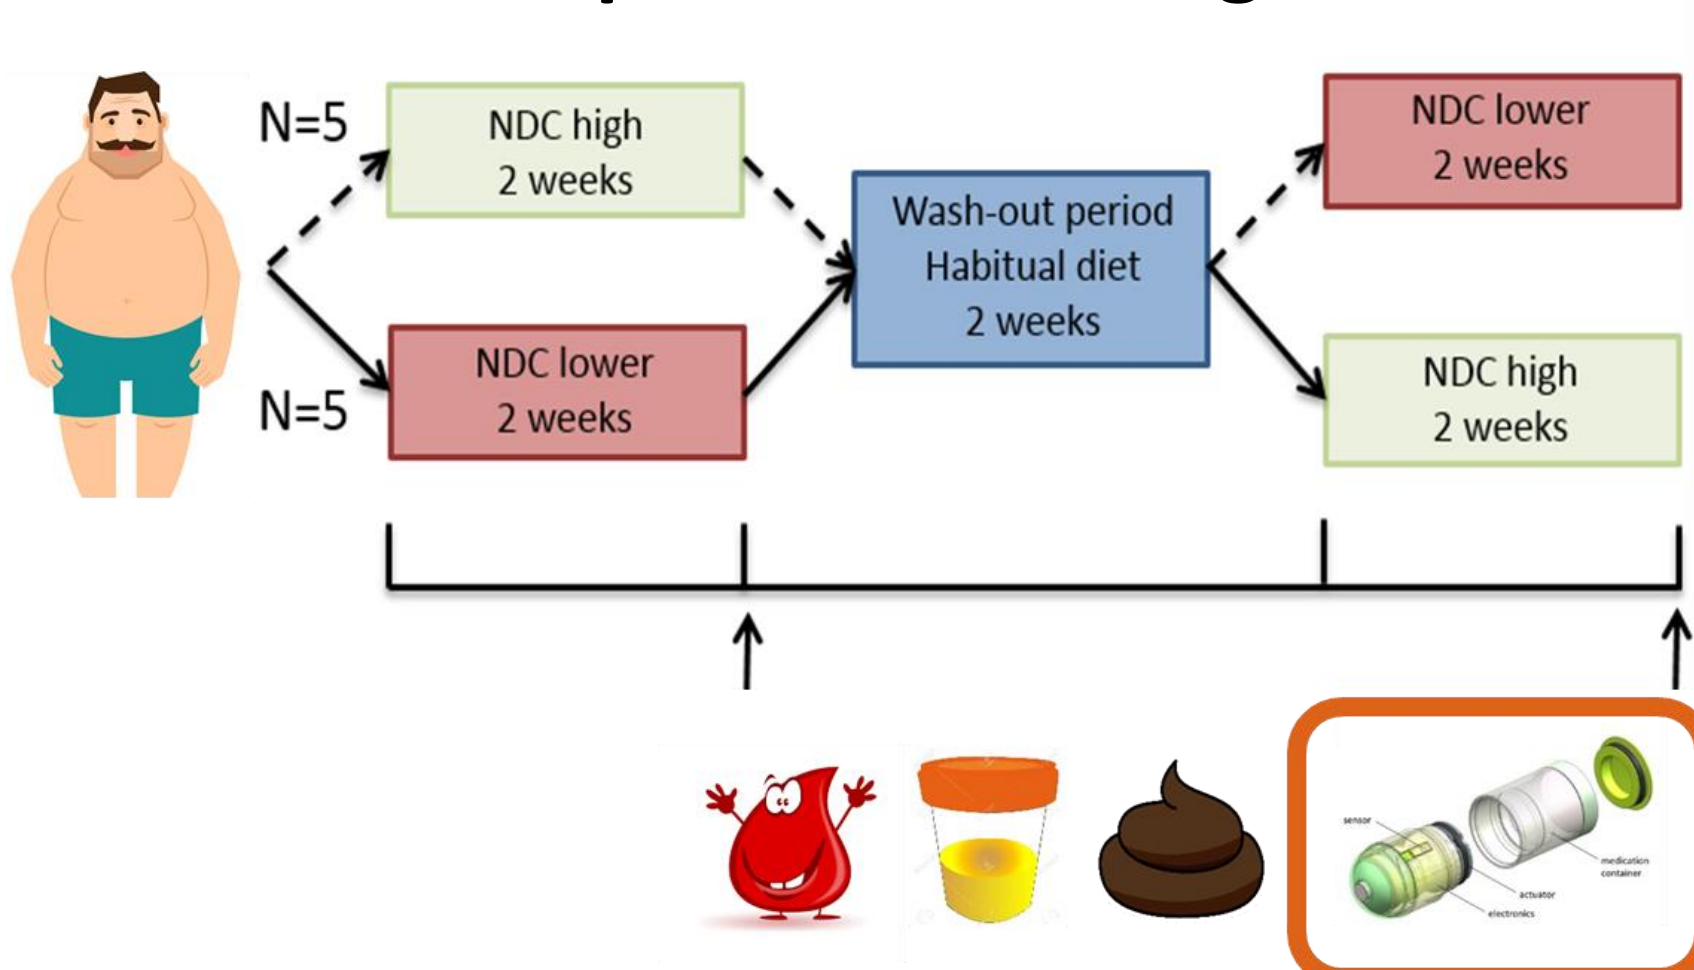 N=5
NDC high
2 weeks
NDC lower
2 weeks
Wash-out period
Habitual diet
2 weeks
NDC lower
2 weeks
N=5
NDC high
2 weeks
sensor
medication
container
actuator
electronics